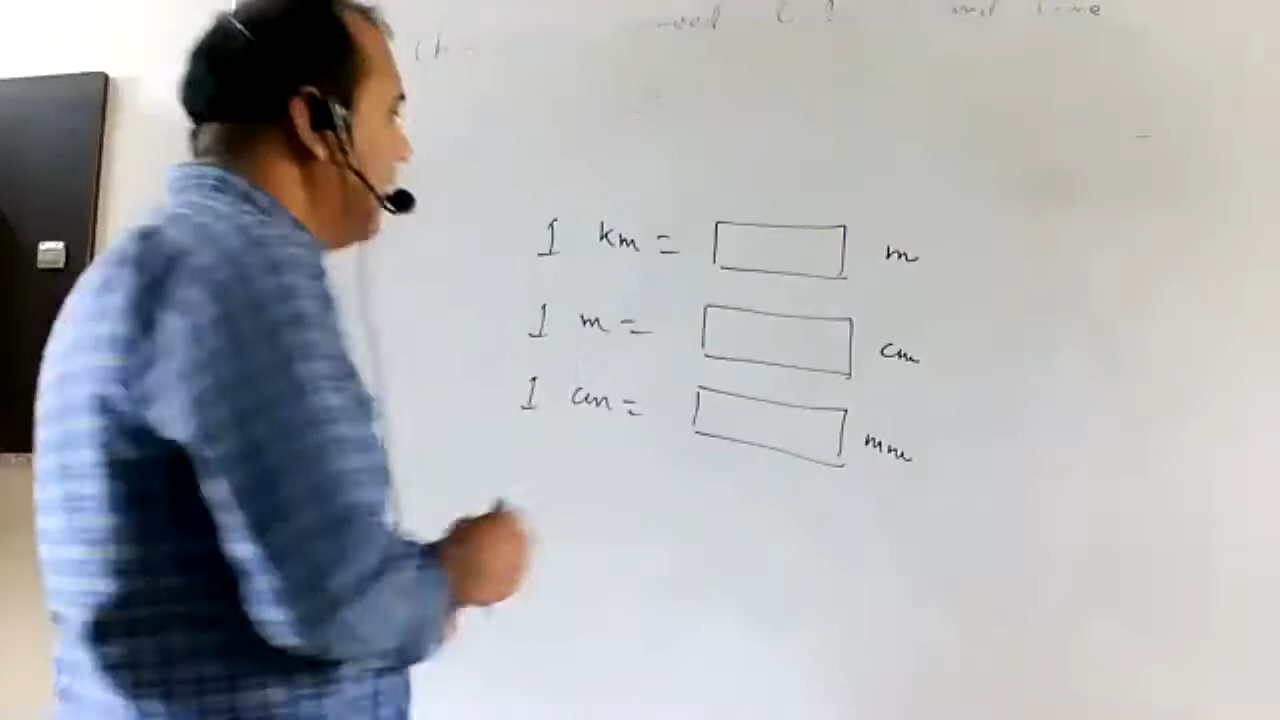 1 km = m
1 m = cm
1 cm = mm